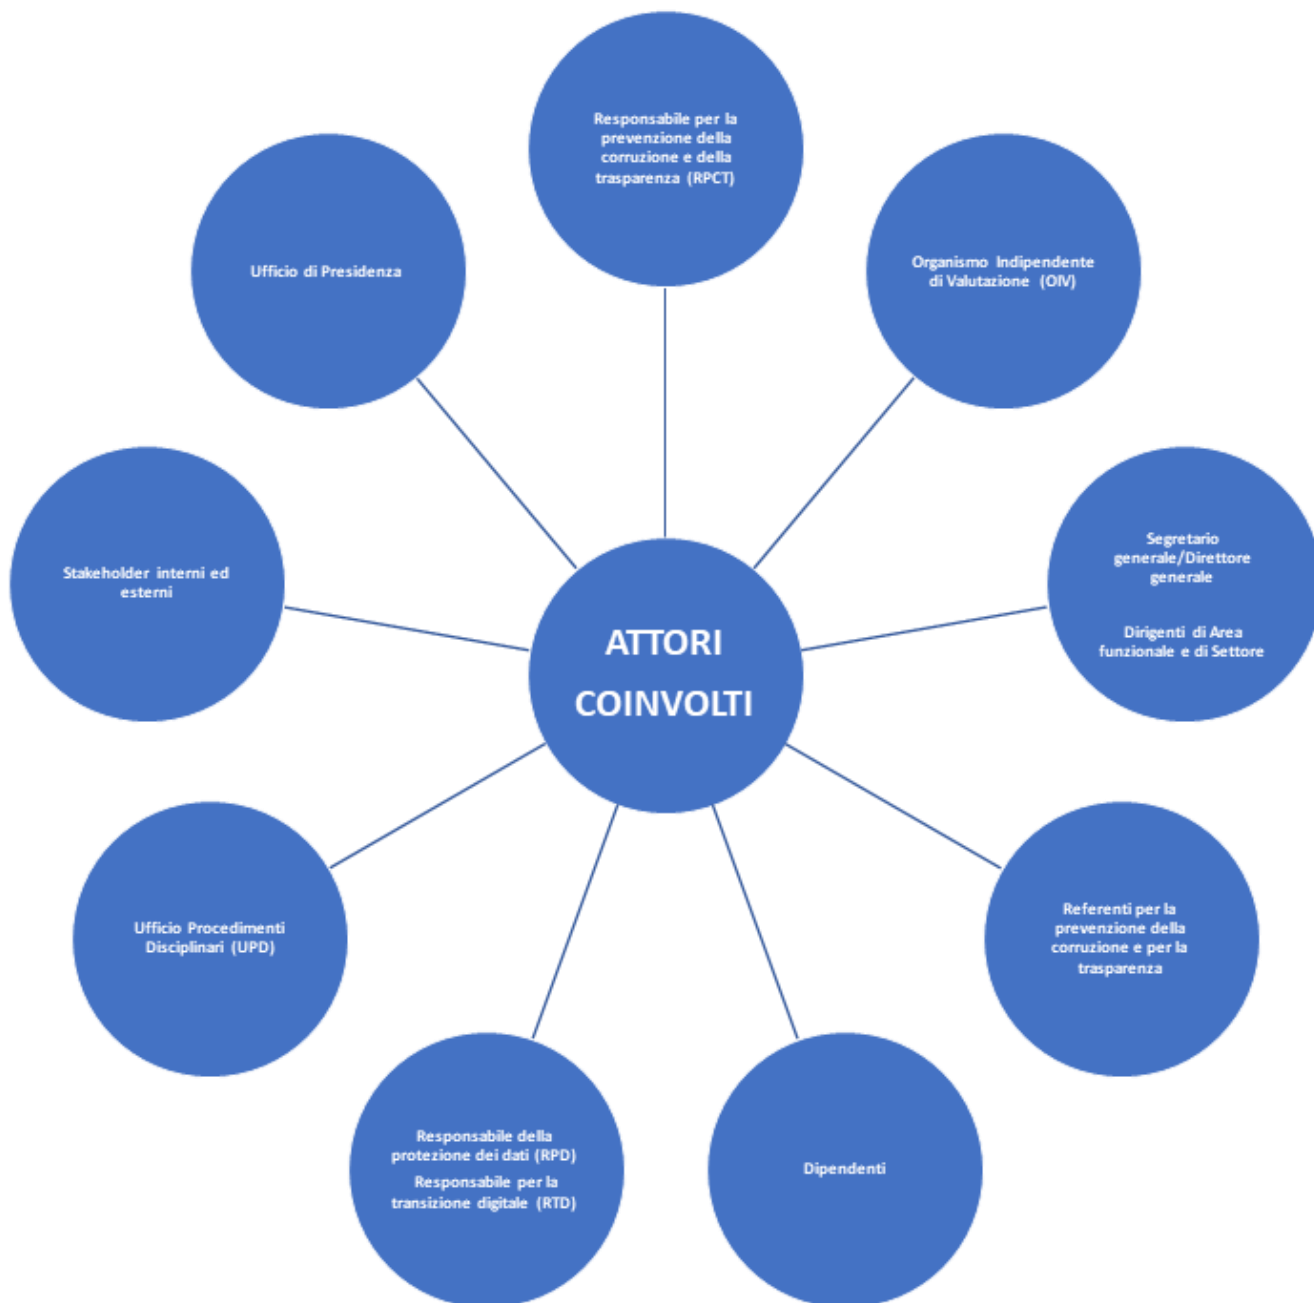 Responsabile per la
prevenzione della
corruzione e della
trasparenza (RPCT)
Organismo Indipendente
di Valutazione (OIV)
Segretario
generale/Direttore
generale
Dirigenti di Area
funzionale e di Settore
Referenti per la
prevenzione della
corruzione e per la
trasparenza
Dipendenti
Responsabile della
protezione dei dati (RPD)
Responsabile per la
transizione digitale (RTD)
Ufficio Procedimenti
Disciplinari (UPD)
Stakeholder interni ed
esterni
Ufficio di Presidenza
ATTORI
COINVOLTI